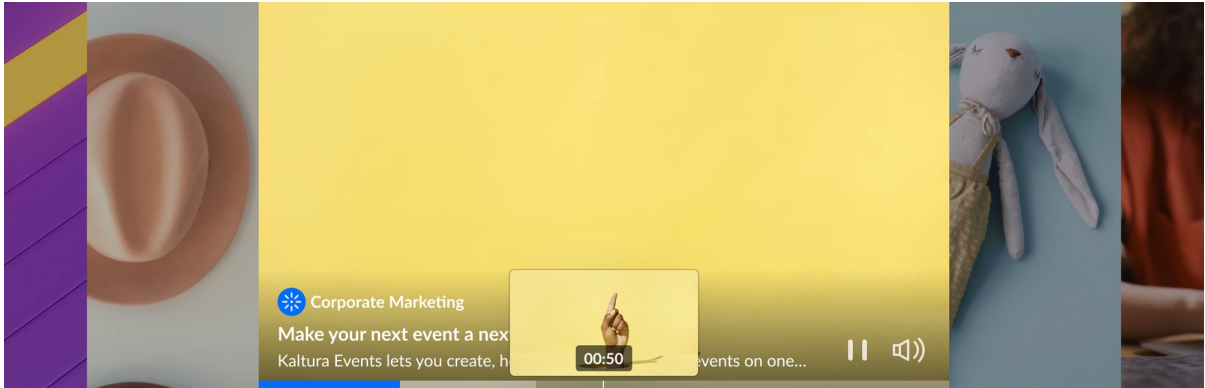 Corporate Marketing
Make your next event a nex
Kaltura Events lets you create, h events on one...
00:50